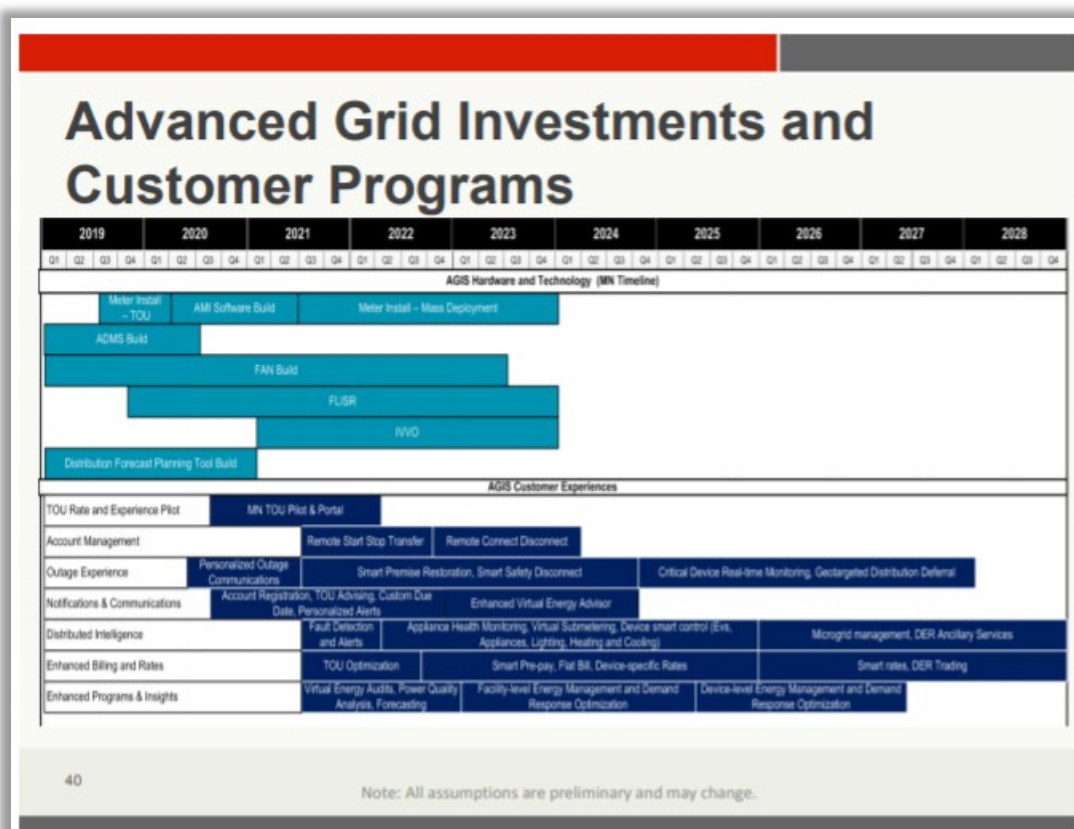 Advanced Grid Investments and
Customer Programs
2019 2020 2021 2022 2023 2024 2025 2026 2027 2028
Q1 Q2 Q3 Q4 Q1 Q2 Q3 Q4 Q1 Q2 Q3 Q4 Q1 Q2 Q3 Q4 Q1 Q2 Q3 Q4 Q1 Q2 Q3 Q4 Q1 Q2 Q3 Q4 Q1 Q2 Q3 Q4 Q1 Q2 Q3 Q4 Q1 Q2 Q3 Q4
AGIS Hardware and Technology (MN Timeline)
Meter Install
– TOU
AMI Software Build
Meter Install – Mass Deployment
ADMS Build
FAN Build
FLISR
IVVO
Distribution Forecast Planning Tool Build
AGIS Customer Experiences
TOU Rate and Experience Pilot
MN TOU Pilot & Portal
Account Management
Remote Start Stop Transfer
Remote Connect Disconnect
Outage Experience
Personalized Outage
Communications
Smart Premise Restoration, Smart Safety Disconnect
Critical Device Real-time Monitoring, Geotargeted Distribution Deferral
Notifications & Communications
Account Registration, TOU Advising, Custom Due
Date, Personalized Alerts
Enhanced Virtual Energy Advisor
Distributed Intelligence
Fault Detection
and Alerts
Appliance Health Monitoring, Virtual Submetering, Device smart control (Evs,
Appliances, Lighting, Heating and Cooling)
Microgrid management, DER Ancillary Services
Enhanced Billing and Rates
TOU Optimization
Smart Pre-pay, Flat Bill, Device-specific Rates
Smart rates, DER Trading
Enhanced Programs & Insights
Virtual Energy Audits, Power Quality
Analysis, Forecasting
Facility-level Energy Management and Demand
Response Optimization
Device-level Energy Management and Demand
Response Optimization
40
Note: All assumptions are preliminary and may change.